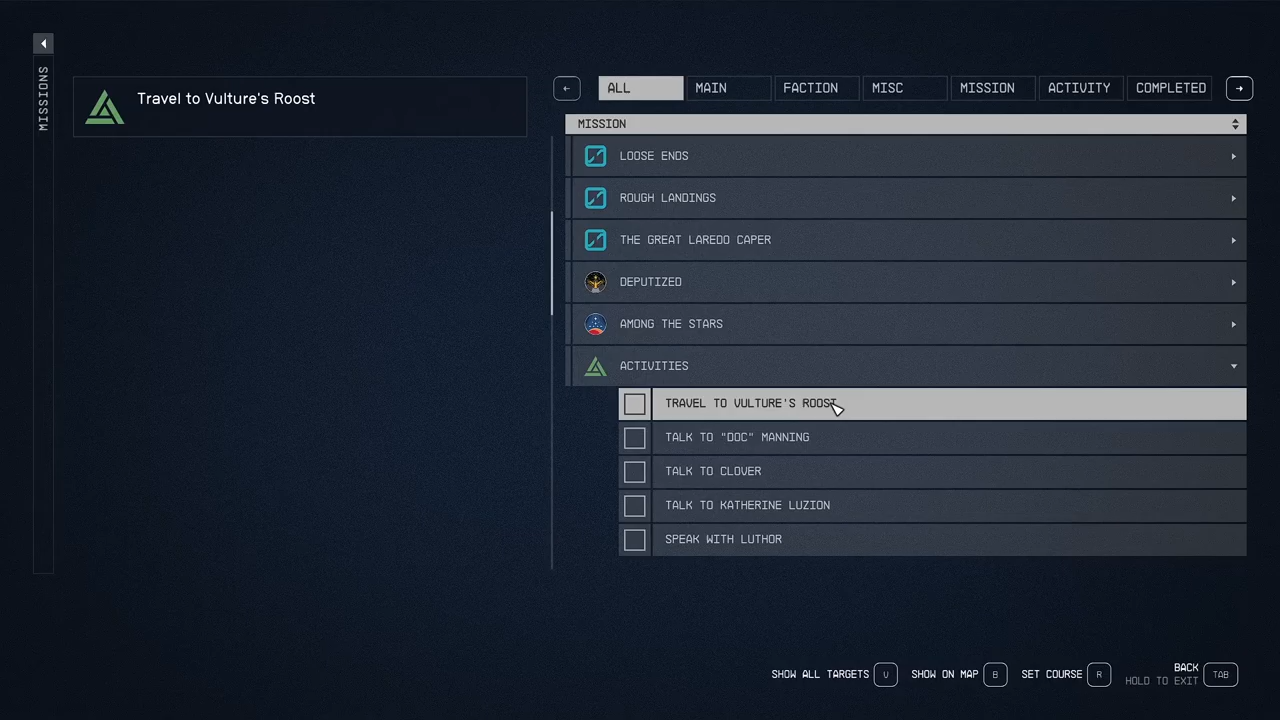 MISSIONS
Travel to Vulture's Roost
ALL MAIN FACTION MISC MISSION ACTIVITY COMPLETED
MISSION
LOOSE ENDS
ROUGH LANDINGS
THE GREAT LAREDO CAPER
DEPUTIZED
AMONG THE STARS
ACTIVITIES
TRAVEL TO VULTURE'S ROOST
TALK TO "DOC" MANNING
TALK TO CLOVER
TALK TO KATHERINE LUZION
SPEAK WITH LUTHOR
SHOW ALL TARGETS V SHOW ON MAP B SET COURSE R BACK TAB
HOLD TO EXIT